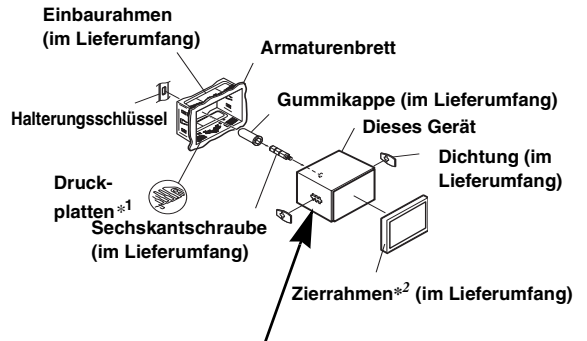 Einbaurahmen
(im Lieferumfang)
Armaturenbrett
Halterungsschlüssel
Gummikappe (im Lieferumfang)
Dieses Gerät
Dichtung (im
Lieferumfang)
Druck-
platten*1
Sechskantschraube
(im Lieferumfang)
Zierrahmen*2 (im Lieferumfang)